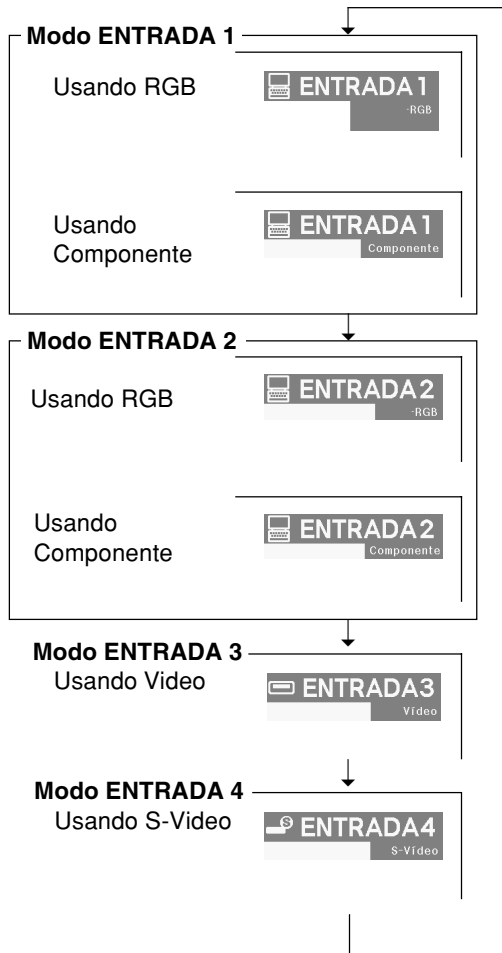 Modo ENTRADA 1
Usando RGB
ENTRADA1
-RGB
Usando
Componente
ENTRADA1
Componente
Modo ENTRADA 2
Usando RGB
ENTRADA2
-RGB
Usando
Componente
ENTRADA2
Componente
Modo ENTRADA 3
Usando Video
ENTRADA3
Vídeo
Modo ENTRADA 4
Usando S-Video
S ENTRADA4
S-Vídeo